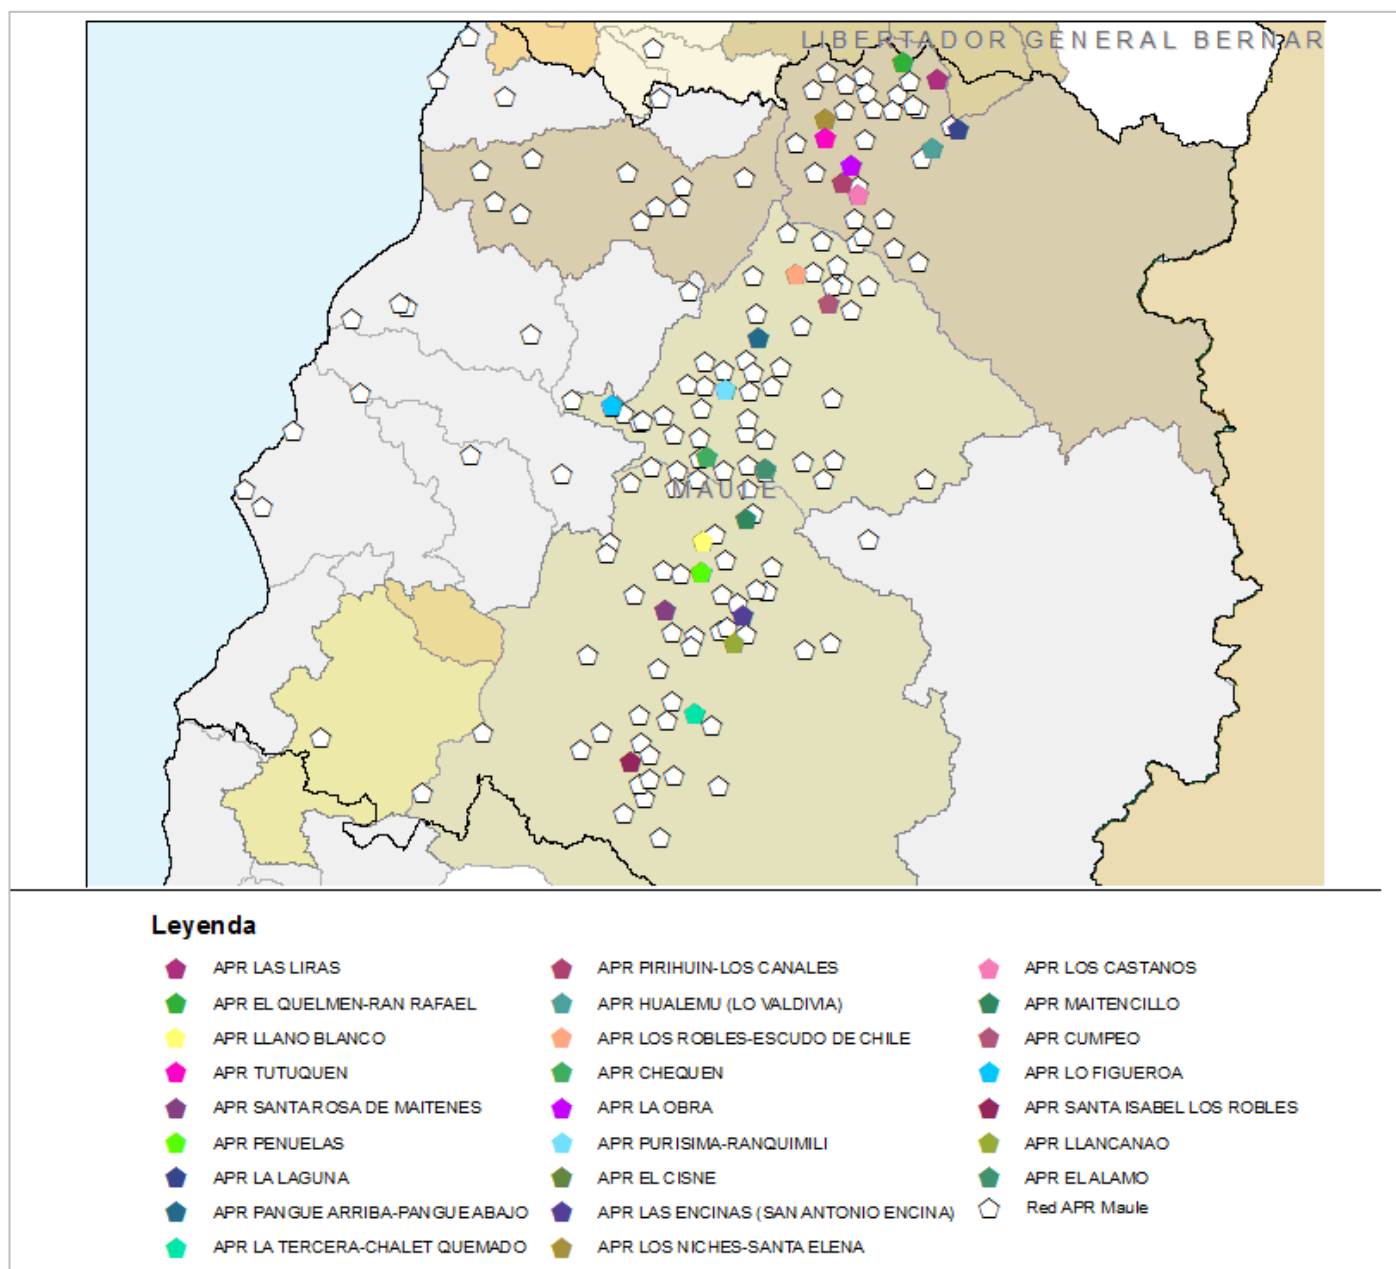 LIBERTADOR GENERAL BERNAR
MAULE
Leyenda
APR LAS LIRAS
APR EL QUELMEN-RAN RAFAEL
APR LLANO BLANCO
APR TUTUQUEN
APR SANTA ROSA DE MAITENES
APR PENUELAS
APR LA LAGUNA
APR PANGUE ARRIBA-PANGUE ABAJO
APR LA TERCERA-CHALET QUEMADO
APR PIRIHUIN-LOS CANALES
APR HUALEMU (LO VALDIVIA)
APR LOS ROBLES-ESCUDO DE CHILE
APR CHEQUEN
APR LA OBRA
APR PURISIMA-RANQUIMILI
APR EL CISNE
APR LAS ENCINAS (SAN ANTONIO ENCINA)
APR LOS NICHES-SANTA ELENA
APR LOS CASTANOS
APR MAITENCILLO
APR CUMPEO
APR LO FIGUEROA
APR SANTA ISABEL LOS ROBLES
APR LLANCANAO
APR EL ALAMO
Red APR Maule